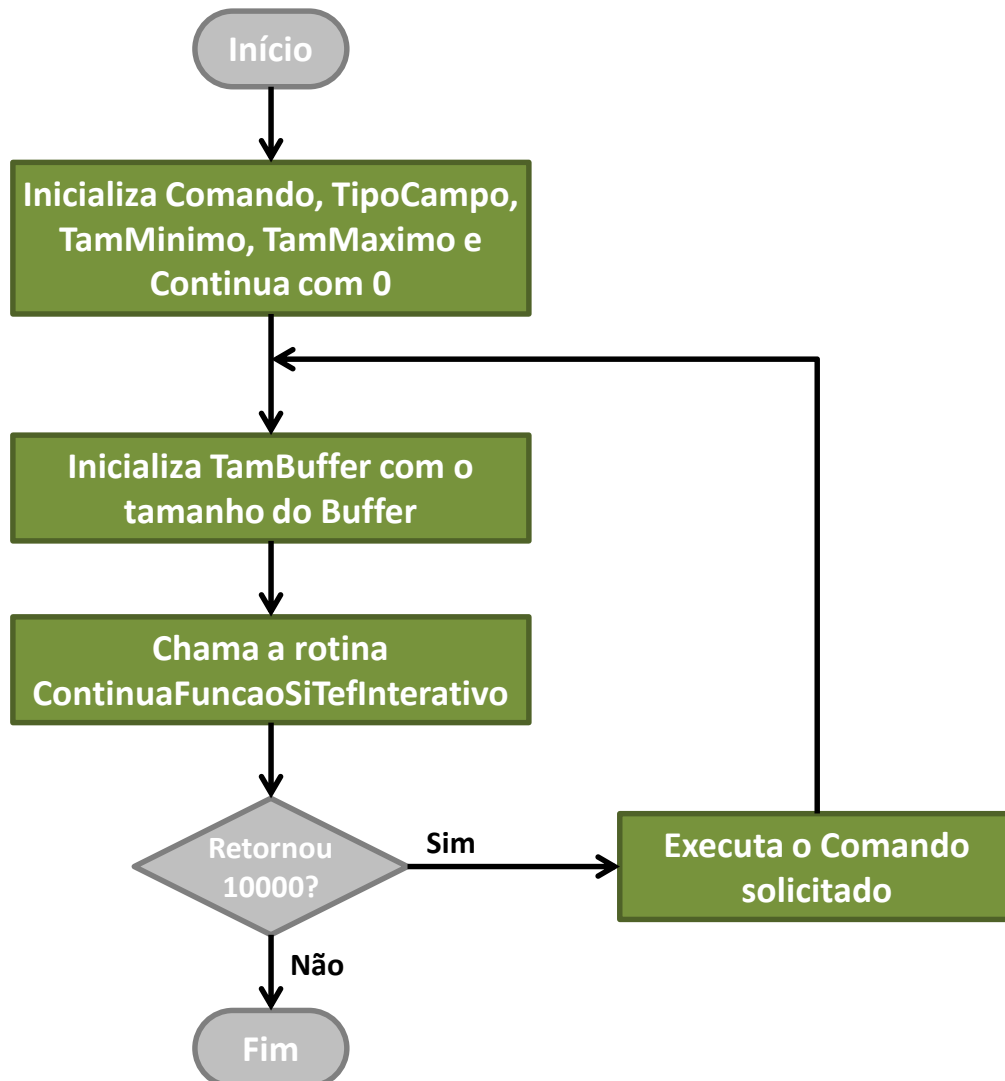 Início
Inicializa Comando, TipoCampo,
TamMinimo, TamMaximo e
Continua com 0
Inicializa TamBuffer com o
tamanho do Buffer
Chama a rotina
ContinuaFuncaoSiTefInterativo
Retornou
10000?
Sim
Executa o Comando
solicitado
Não
Fim